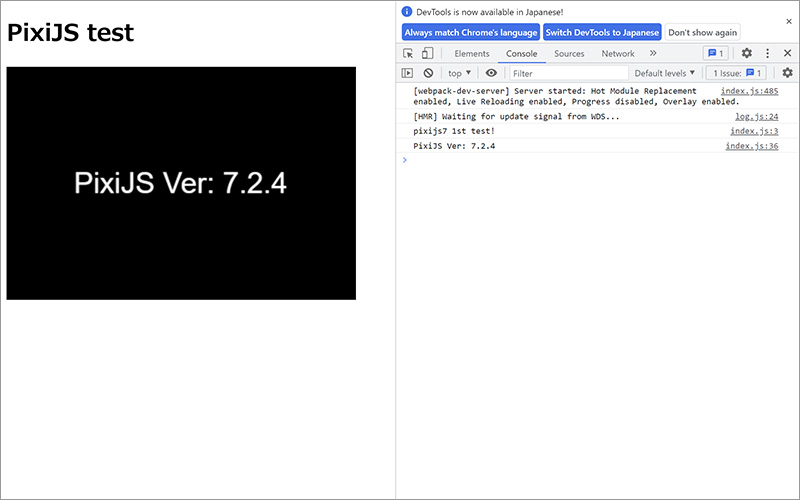 PixiJS test
PixiJS Ver: 7.2.4
DevTools is now available in Japanese!
Always match Chrome's language Switch DevTools to Japanese Don't show again
Elements Console Sources Network » 1
top ▼ Filter Default levels ▼ 1 Issue: 1
[webpack-dev-server] Server started: Hot Module Replacement index.js:485
enabled, Live Reloading enabled, Progress disabled, Overlay enabled.
[HMR] Waiting for update signal from WDS... log.js:24
pixijs7 1st test! index.js:3
PixiJS Ver: 7.2.4 index.js:36